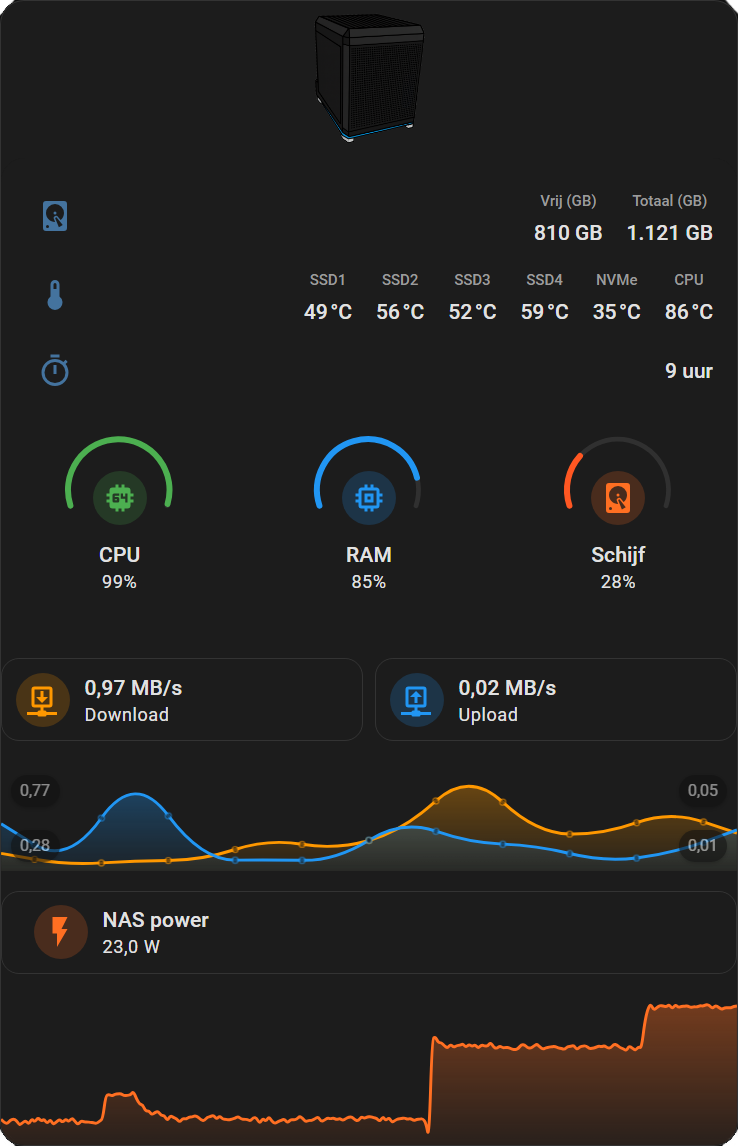 Vrij (GB) Totaal (GB)
810 GB 1.121 GB
SSD1 SSD2 SSD3 SSD4 NVMe CPU
49°C 56°C 52°C 59°C 35°C 86°C
9 uur
64
CPU RAM Schijf
99% 85% 28%
0,97 MB/s 0,02 MB/s
Download Upload
0,77 0,05
0,28 0,01
NAS power
23,0 W